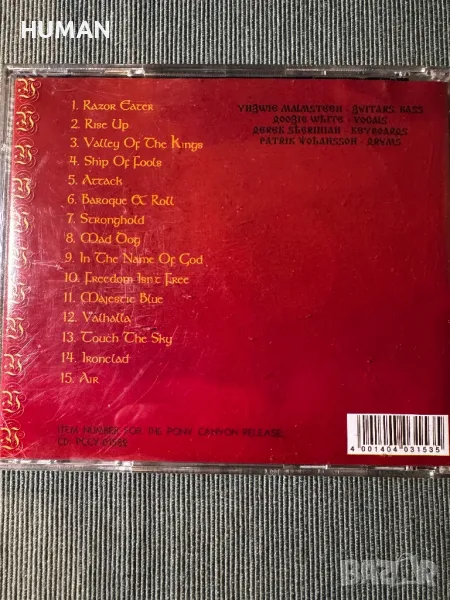 HUMAN
1. Razor Eater
2. Rise Up
3. Valley Of The Kings
4. Ship Of Fools
5. Attack
6. Baroque & Roll
7. Stronghold
8. Mad Dog
9. In The Name Of God
10. Freedom Isn't Free
11. Majestic Blue
12. Valhalla
13. Touch The Sky
14. Ironclad
15. Air
YNGWIE MALMSTEEN - GUITARS, BASS
DOOGIE WHITE - VOCALS
DEREK SHERINIAN - KEYBOARDS
PATRIK - DRUMS
ITEM NUMBER FOR THE PONY CANYON RELEASE:
CD: PCCY 01585
4 001404 031535
BAZAR